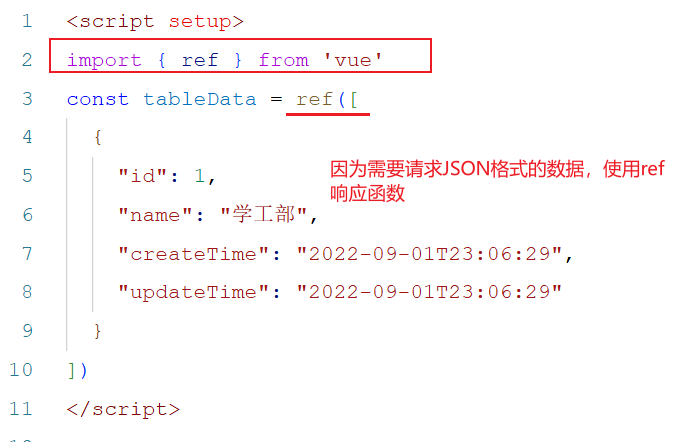 1 <script setup>
2 import { ref } from 'vue'
3 const tableData = ref([
4 {
5 "id": 1,
因为需要请求JSON格式的数据，使用ref
响应函数
6 "name": "学工部",
7 "createTime": "2022-09-01T23:06:29",
8 "updateTime": "2022-09-01T23:06:29"
9 }
10 ])
11 </script>